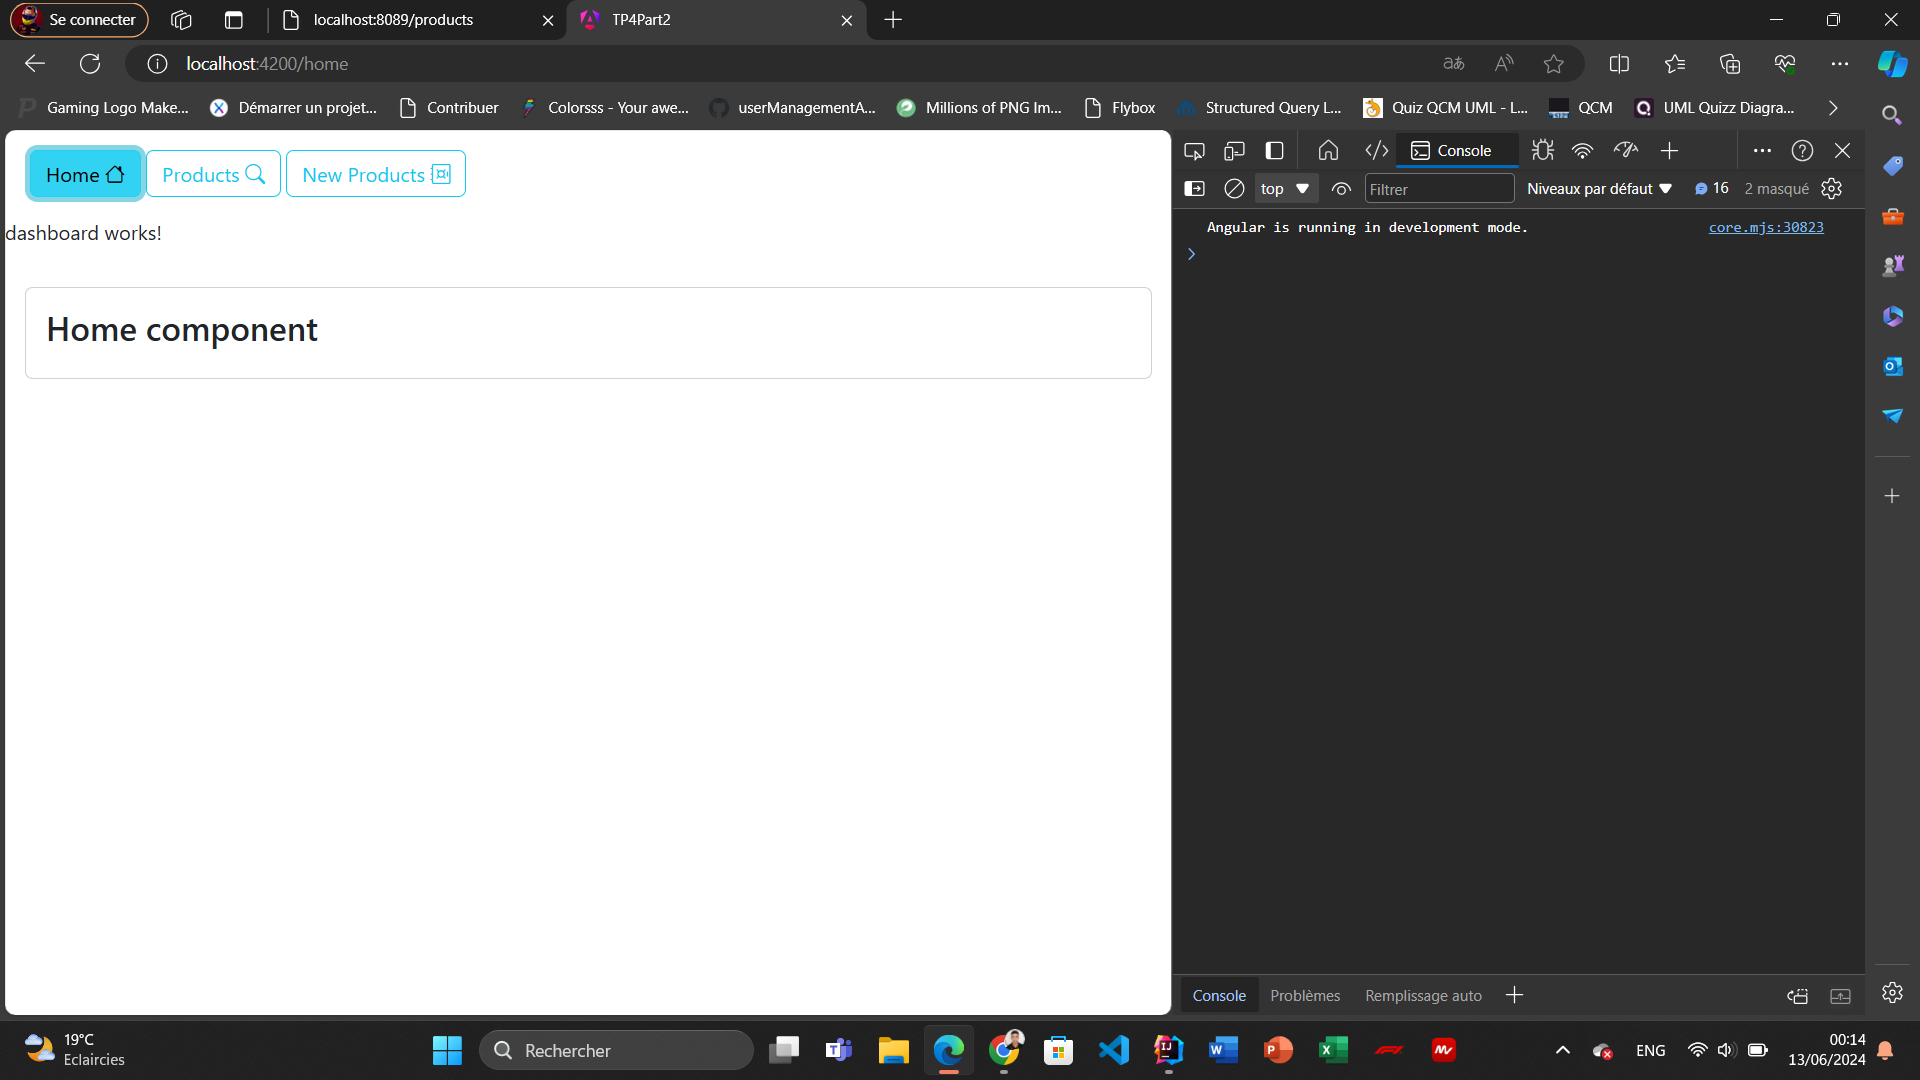 Se connecter
localhost:8089/products
TP4Part2
localhost:4200/home
Gaming Logo Make...
Démarrer un projet...
Contribuer
Colorsss - Your awe...
userManagementA...
Millions of PNG Im...
Flybox
Structured Query L...
Quiz QCM UML - L...
QCM
UML Quizz Diagra...
Home
Products
New Products
dashboard works!
Home component
Console
top
Filtrer
Niveaux par défaut
16
2 masqué
Angular is running in development mode.
core.mjs:30823
Console
Problèmes
Remplissage auto
19°C
Eclaircies
Rechercher
ENG
00:14
13/06/2024